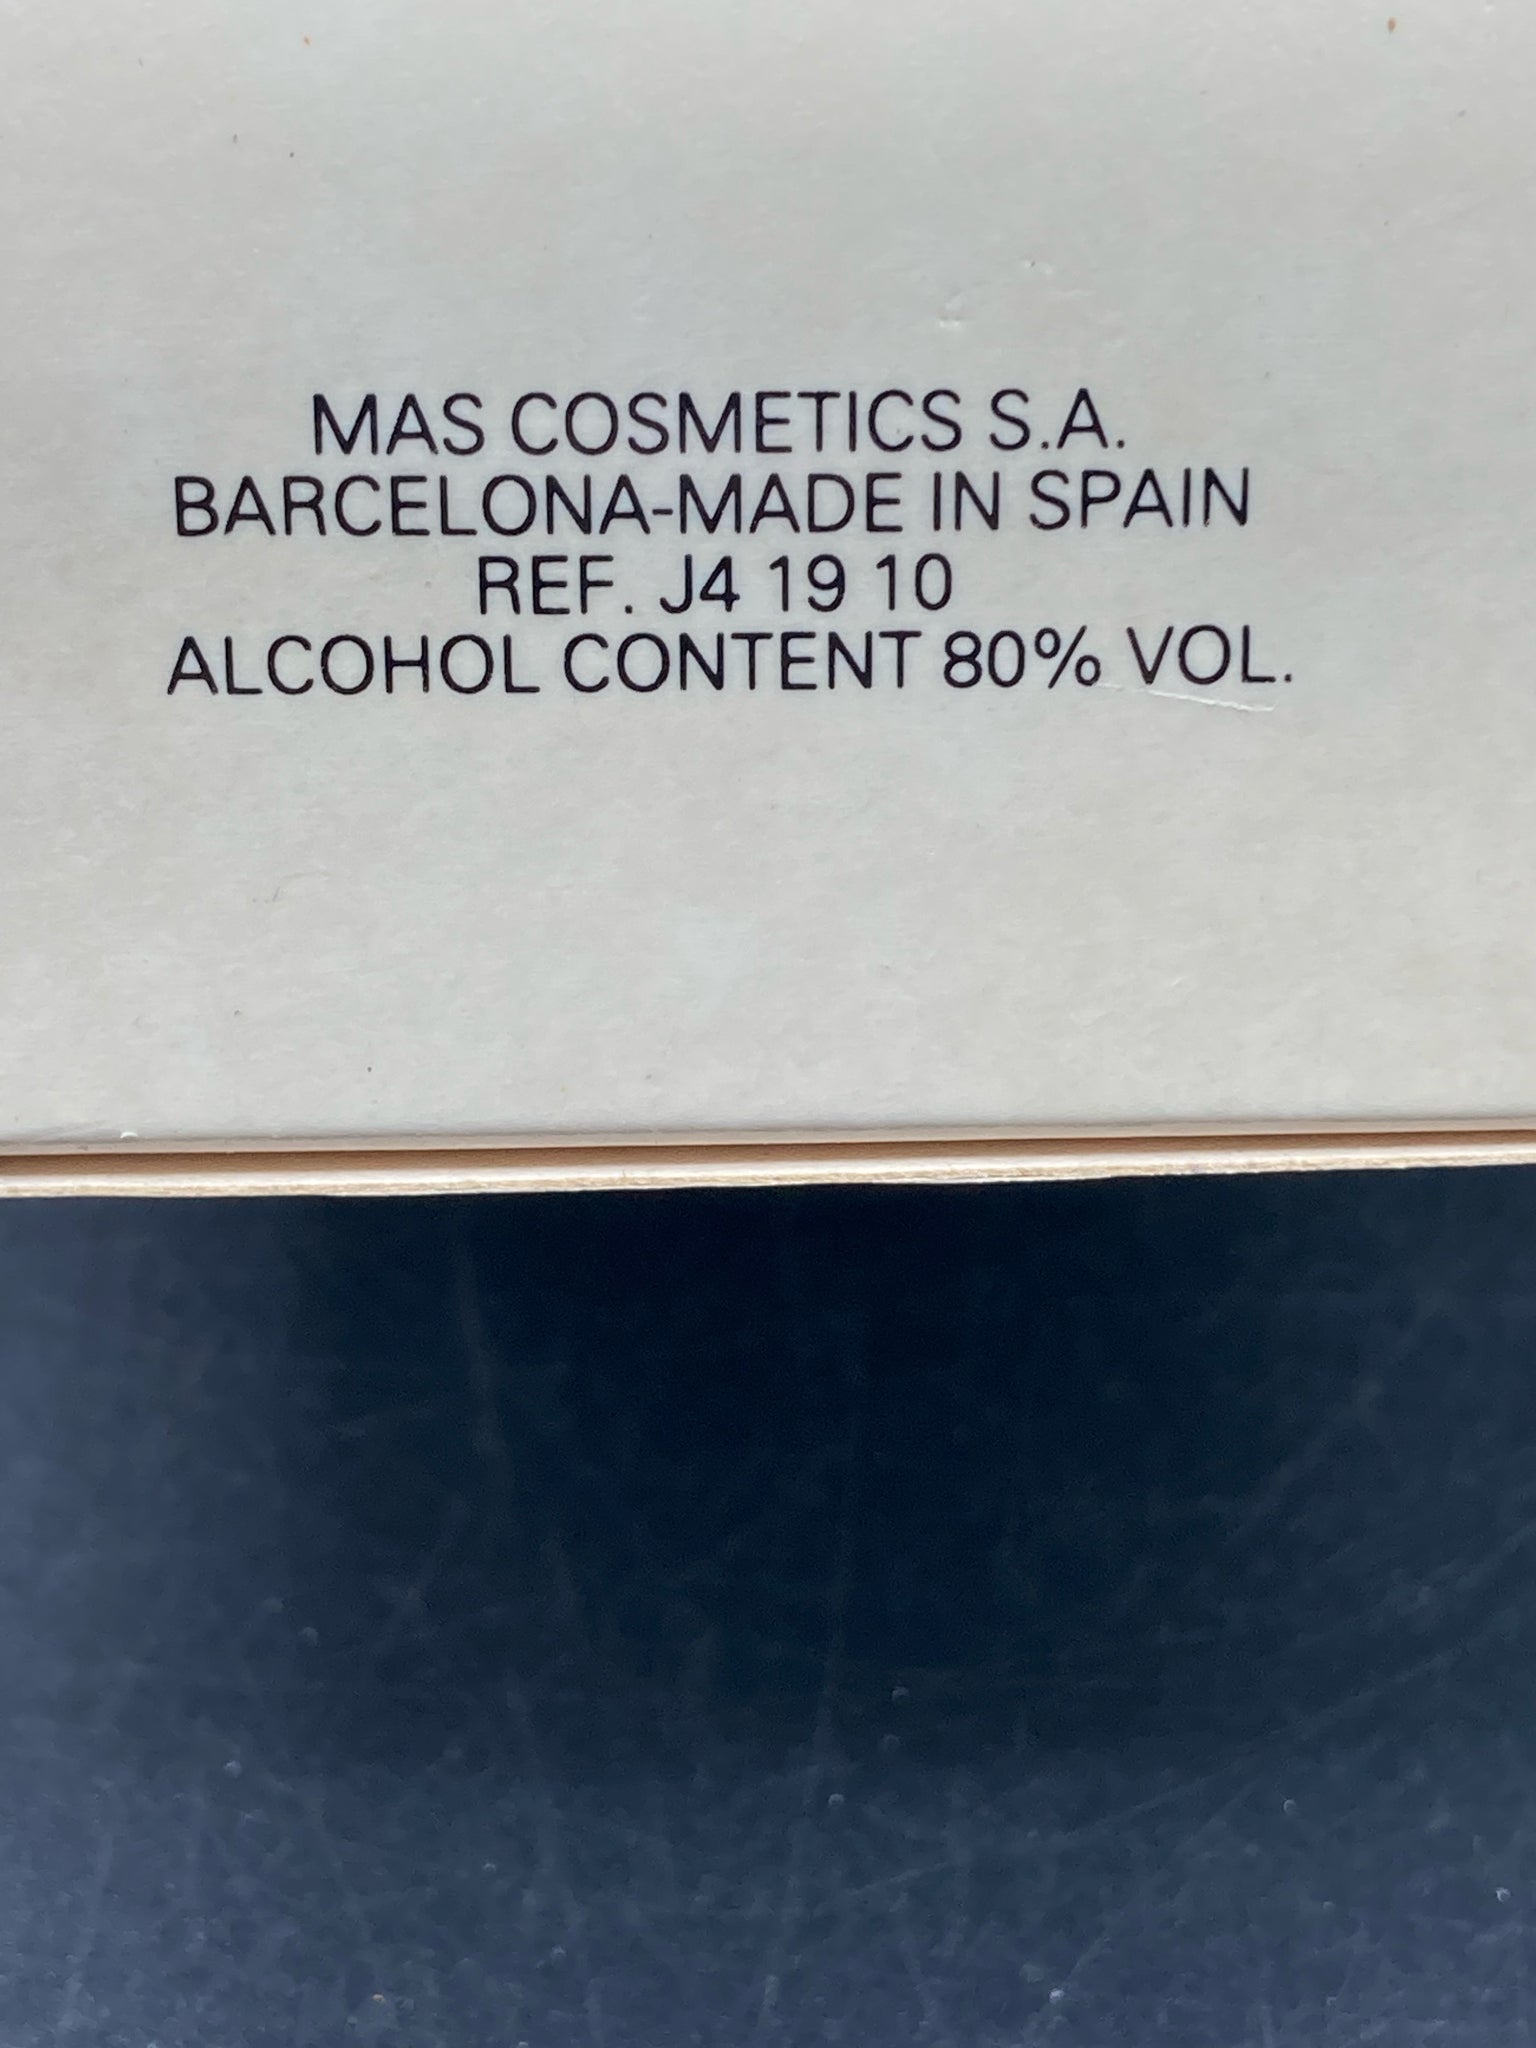 MAS COSMETICS S.A.
BARCELONA-MADE IN SPAIN
REF. J4 19 10
ALCOHOL CONTENT 80% VOL.